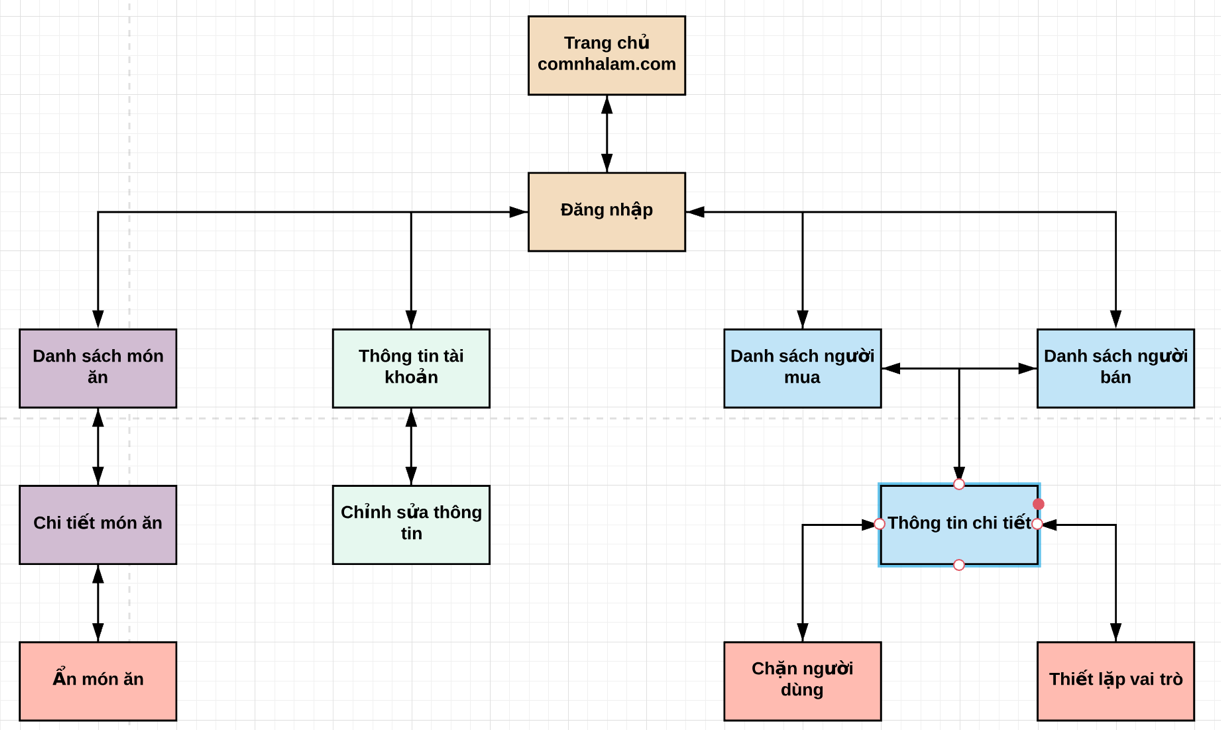 Trang chủ
comnhalam.com
Đăng nhập
Danh sách món
ăn
Thông tin tài
khoản
Danh sách người
mua
Danh sách người
bán
Chi tiết món ăn
Chỉnh sửa thông
tin
Thông tin chi tiết
Ẩn món ăn
Chặn người
dùng
Thiết lặp vai trò